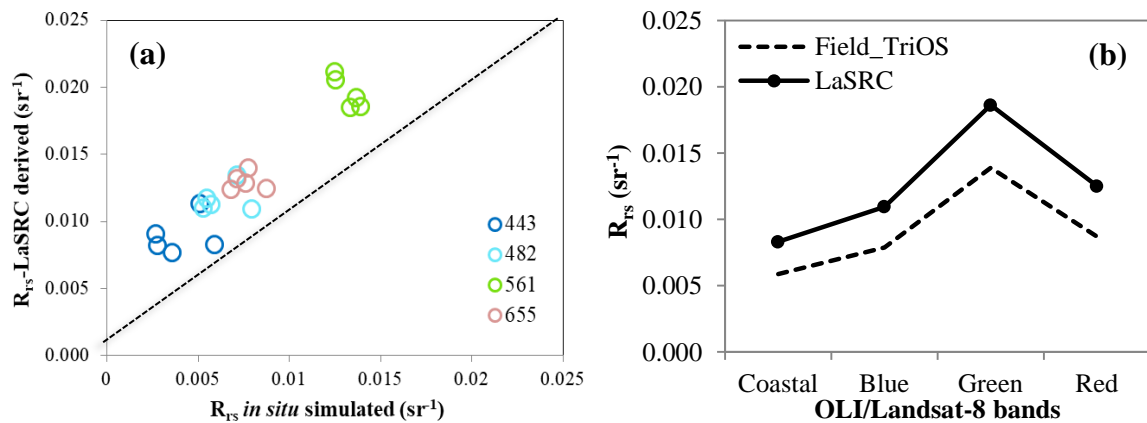 (a)
R_rs-LaSRC derived (sr^-1)
0.025
0.020
0.015
0.010
0.005
0.000
0
0.005
0.01
0.015
0.02
0.025
R_rs in situ simulated (sr^-1)
443
482
561
655
(b)
Field_TriOS
LaSRC
R_rs (sr^-1)
0.025
0.020
0.015
0.010
0.005
0.000
Coastal
Blue
Green
Red
OLI/Landsat-8 bands